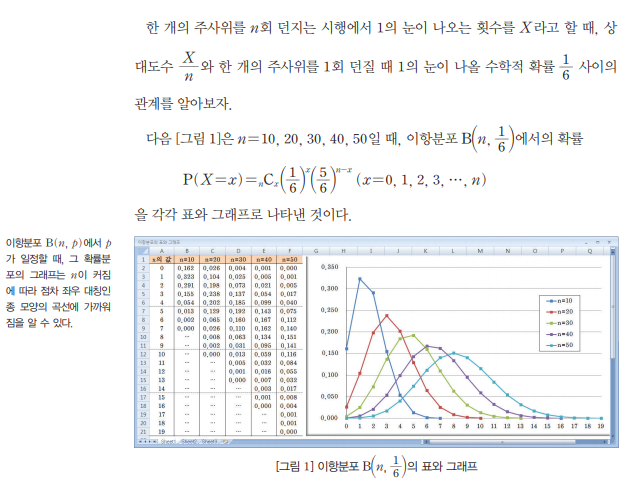 한 개의 주사위를 n회 던지는 시행에서 1의 눈이 나오는 횟수를 X라고 할 때, 상
대도수 X/n와 한 개의 주사위를 1회 던질 때 1의 눈이 나올 수학적 확률 1/6 사이의
관계를 알아보자.
다음 [그림 1]은 n=10, 20, 30, 40, 50일 때, 이항분포 B(n, 1/6)에서의 확률
P(X=x)=ₙCₓ(1/6)^x(5/6)^(n-x) (x=0, 1, 2, 3, …, n)
을 각각 표와 그래프로 나타낸 것이다.
이항분포 B(n, p)에서 p
가 일정할 때, 그 확률분
포의 그래프는 n이 커짐
에 따라 점차 좌우 대칭인
종 모양의 곡선에 가까워
짐을 알 수 있다.
이항분포의 표와 그래프
A B C D E F G H I J K L M N O P Q
1 x의 값 n=10 n=20 n=30 n=40 n=50
2 0 0,162 0,026 0,004 0,001 0,000
3 1 0,323 0,104 0,025 0,005 0,001
4 2 0,291 0,198 0,073 0,021 0,005
5 3 0,155 0,238 0,137 0,054 0,017
6 4 0,054 0,202 0,185 0,099 0,040
7 5 0,013 0,129 0,192 0,143 0,075
8 6 0,002 0,065 0,160 0,167 0,112
9 7 0,000 0,026 0,110 0,162 0,140
10 8 … 0,008 0,063 0,134 0,151
11 9 … 0,002 0,031 0,095 0,141
12 10 … 0,000 0,013 0,059 0,116
13 11 … … 0,005 0,032 0,084
14 12 … … 0,001 0,016 0,055
15 13 … … 0,000 0,007 0,032
16 14 … … … 0,003 0,017
17 15 … … … 0,001 0,008
18 16 … … … 0,000 0,004
19 17 … … … … 0,001
20 18 … … … … 0,001
21 19 … … … … 0,000
Sheet1 Sheet2 Sheet3
0,350
0,300
0,250
0,200
0,150
0,100
0,050
0,000
0 1 2 3 4 5 6 7 8 9 10 11 12 13 14 15 16 17 18 19
n=10
n=20
n=30
n=40
n=50
[그림 1] 이항분포 B(n, 1/6)의 표와 그래프